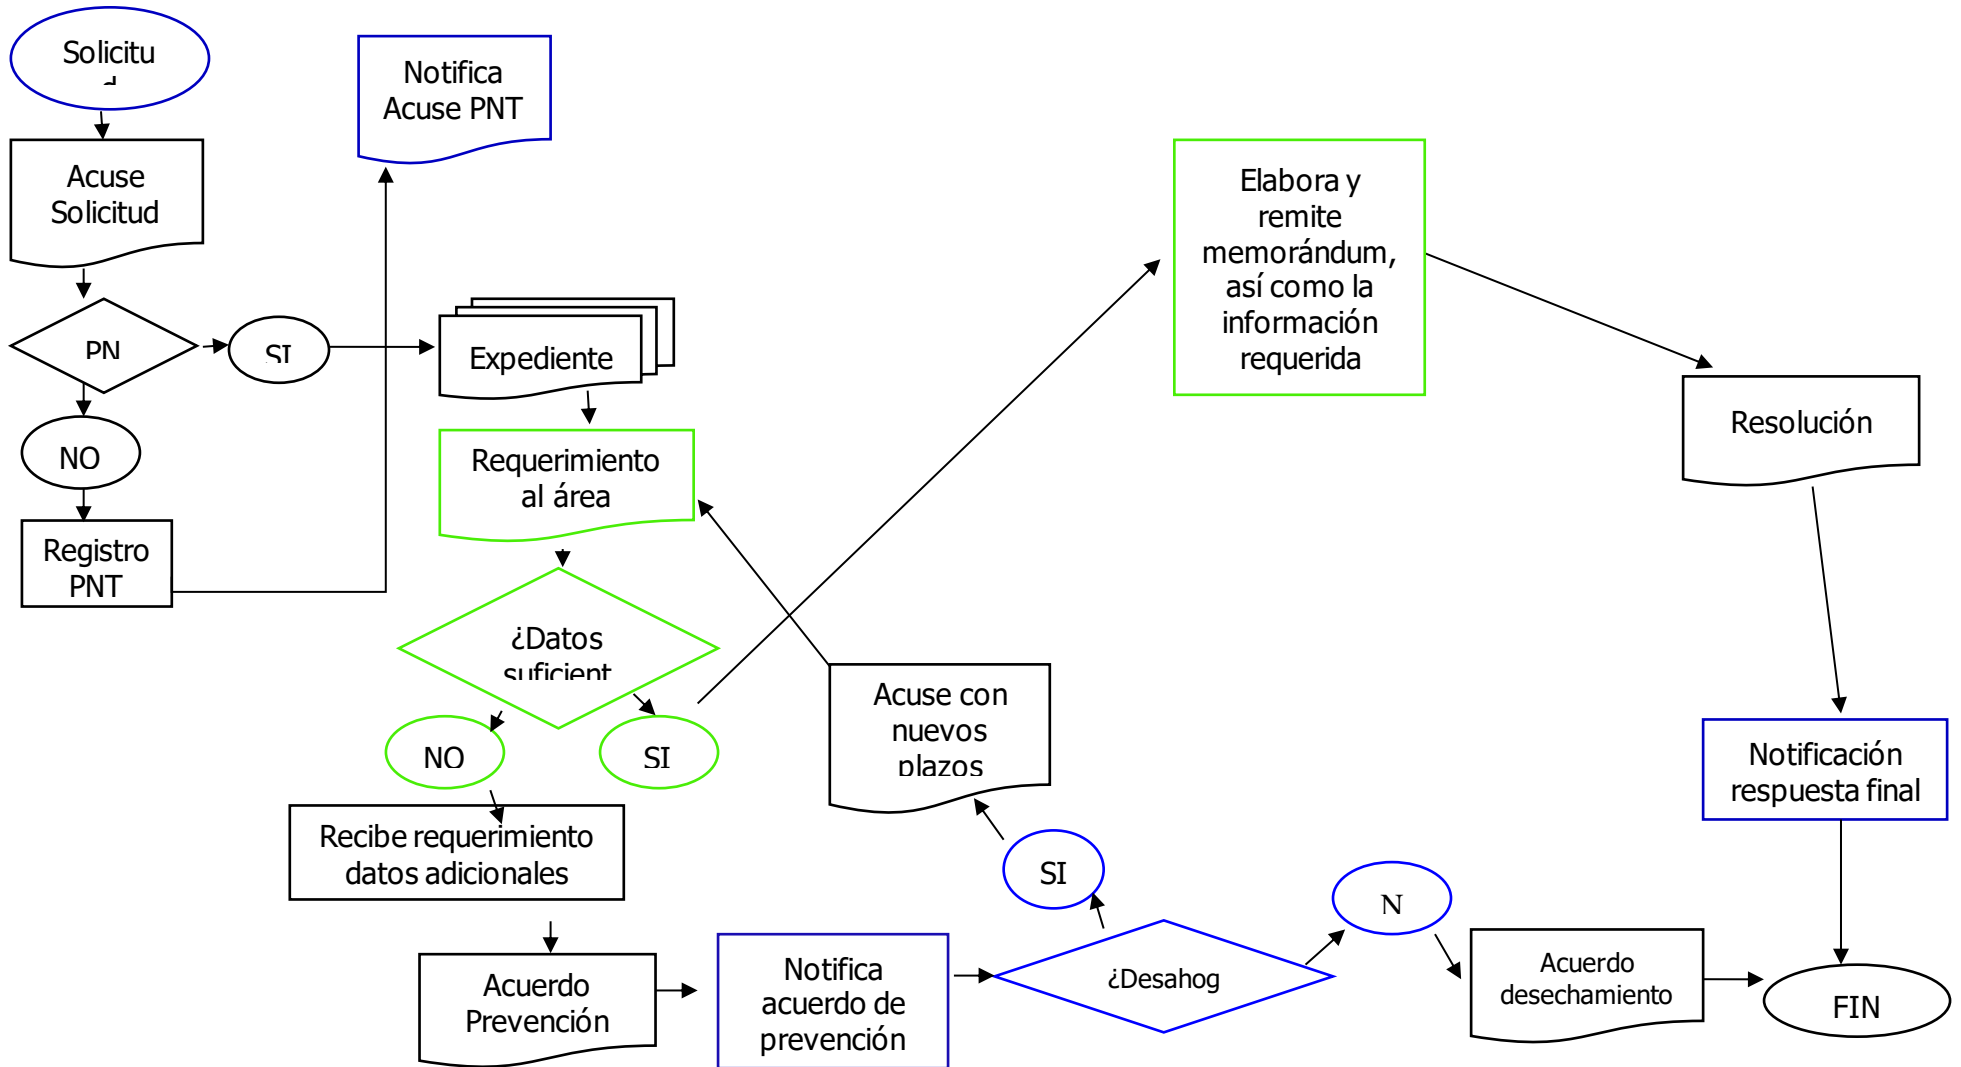 Solicitu
Notifica
Acuse PNT
Acuse
Solicitud
PN
SI
NO
Registro
PNT
Expediente
Requerimiento
al área
¿Datos
suficient
NO
SI
Recibe requerimiento
datos adicionales
Acuerdo
Prevención
Notifica
acuerdo de
prevención
¿Desahog
SI
Acuse con
nuevos
plazos
N
Acuerdo
desechamiento
Elabora y
remite
memorándum,
así como la
información
requerida
Resolución
Notificación
respuesta final
FIN